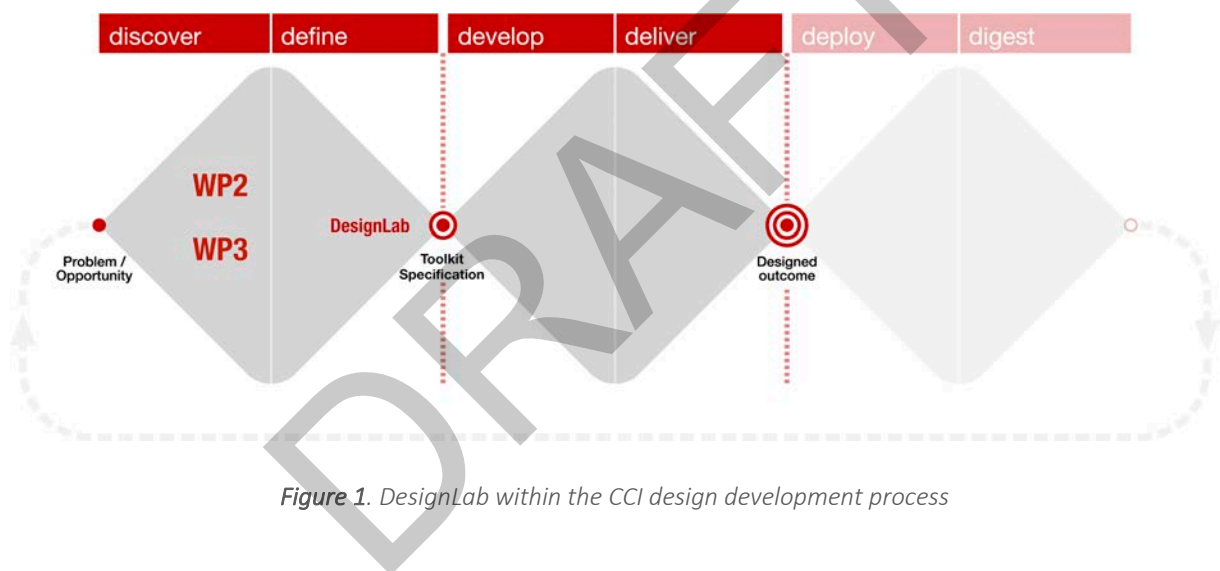 discover define develop deliver deploy digest
WP2
WP3
DesignLab
Problem /
Opportunity
Toolkit
Specification
Designed
outcome
DRAFT
Figure 1. DesignLab within the CCI design development process